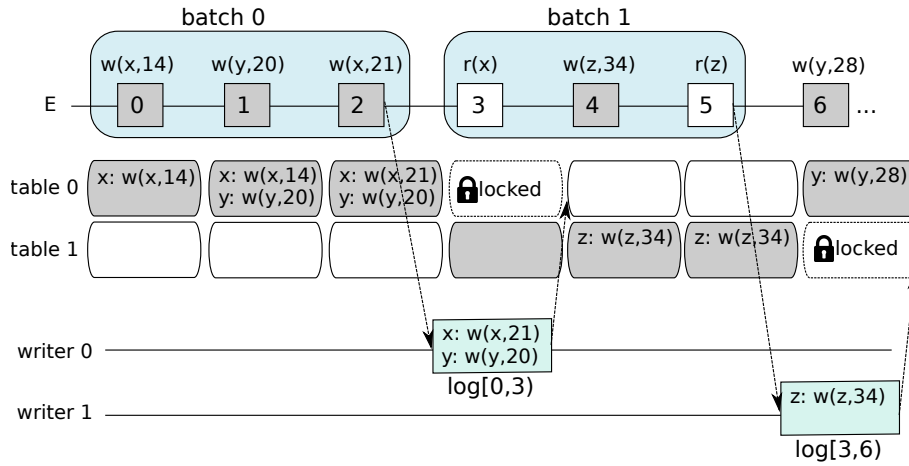 batch 0 batch 1
w(x,14) w(y,20) w(x,21) r(x) w(z,34) r(z) w(y,28)
E 0 1 2 3 4 5 6 ...
table 0 x: w(x,14) x: w(x,14) x: w(x,21) locked y: w(y,28)
y: w(y,20) y: w(y,20)
table 1 z: w(z,34) z: w(z,34) locked
x: w(x,21)
writer 0 y: w(y,20)
log[0,3)
z: w(z,34)
writer 1
log[3,6)